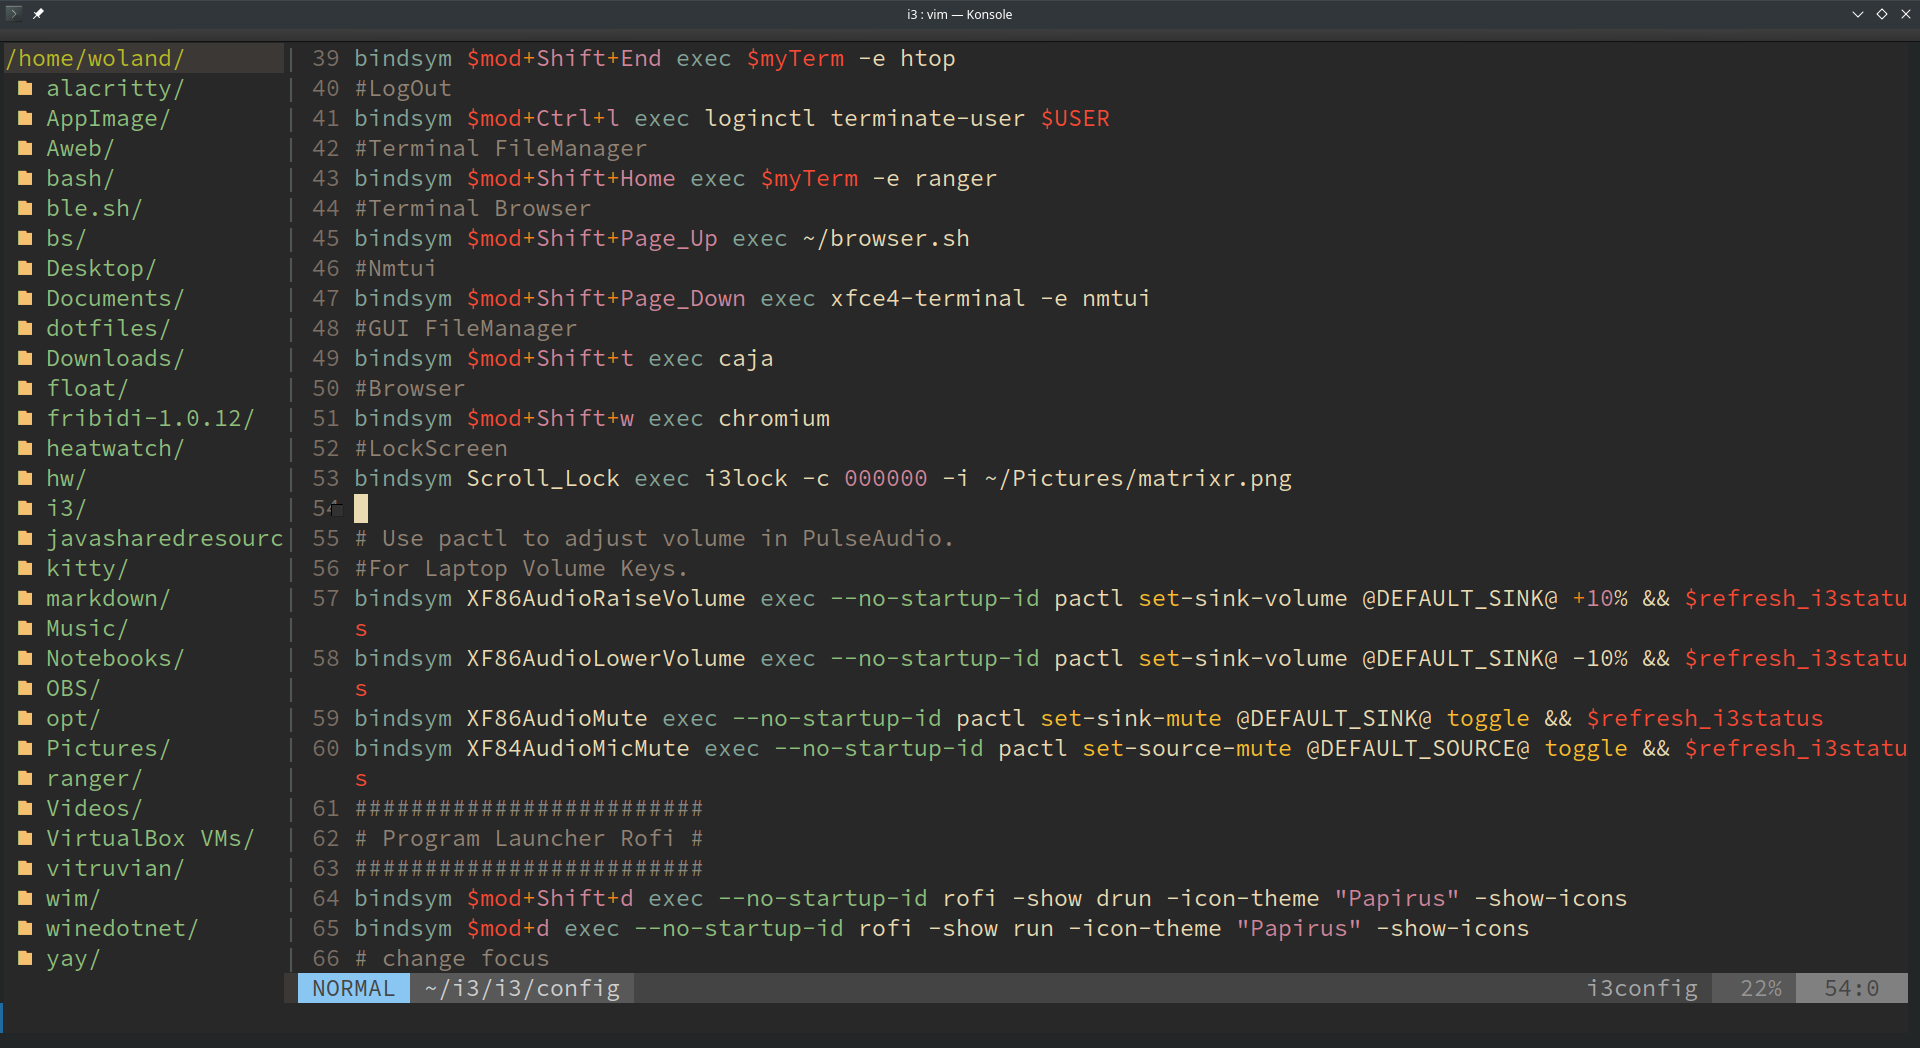 i3 : vim — Konsole
/home/woland/
alacritty/
AppImage/
Aweb/
bash/
ble.sh/
bs/
Desktop/
Documents/
dotfiles/
Downloads/
float/
fribidi-1.0.12/
heatwatch/
hw/
i3/
javasharedresourc
kitty/
markdown/
Music/
Notebooks/
OBS/
opt/
Pictures/
ranger/
Videos/
VirtualBox VMs/
vitruvian/
wim/
winedotnet/
yay/
39 bindsym $mod+Shift+End exec $myTerm -e htop
40 #LogOut
41 bindsym $mod+Ctrl+l exec loginctl terminate-user $USER
42 #Terminal FileManager
43 bindsym $mod+Shift+Home exec $myTerm -e ranger
44 #Terminal Browser
45 bindsym $mod+Shift+Page_Up exec ~/browser.sh
46 #Nmtui
47 bindsym $mod+Shift+Page_Down exec xfce4-terminal -e nmtui
48 #GUI FileManager
49 bindsym $mod+Shift+t exec caja
50 #Browser
51 bindsym $mod+Shift+w exec chromium
52 #LockScreen
53 bindsym Scroll_Lock exec i3lock -c 000000 -i ~/Pictures/matrixr.png
54
55 # Use pactl to adjust volume in PulseAudio.
56 #For Laptop Volume Keys.
57 bindsym XF86AudioRaiseVolume exec --no-startup-id pactl set-sink-volume @DEFAULT_SINK@ +10% && $refresh_i3statu
s
58 bindsym XF86AudioLowerVolume exec --no-startup-id pactl set-sink-volume @DEFAULT_SINK@ -10% && $refresh_i3statu
s
59 bindsym XF86AudioMute exec --no-startup-id pactl set-sink-mute @DEFAULT_SINK@ toggle && $refresh_i3status
60 bindsym XF84AudioMicMute exec --no-startup-id pactl set-source-mute @DEFAULT_SOURCE@ toggle && $refresh_i3statu
s
61 #########################
62 # Program Launcher Rofi #
63 #########################
64 bindsym $mod+Shift+d exec --no-startup-id rofi -show drun -icon-theme "Papirus" -show-icons
65 bindsym $mod+d exec --no-startup-id rofi -show run -icon-theme "Papirus" -show-icons
66 # change focus
NORMAL ~/i3/i3/config i3config 22% 54:0